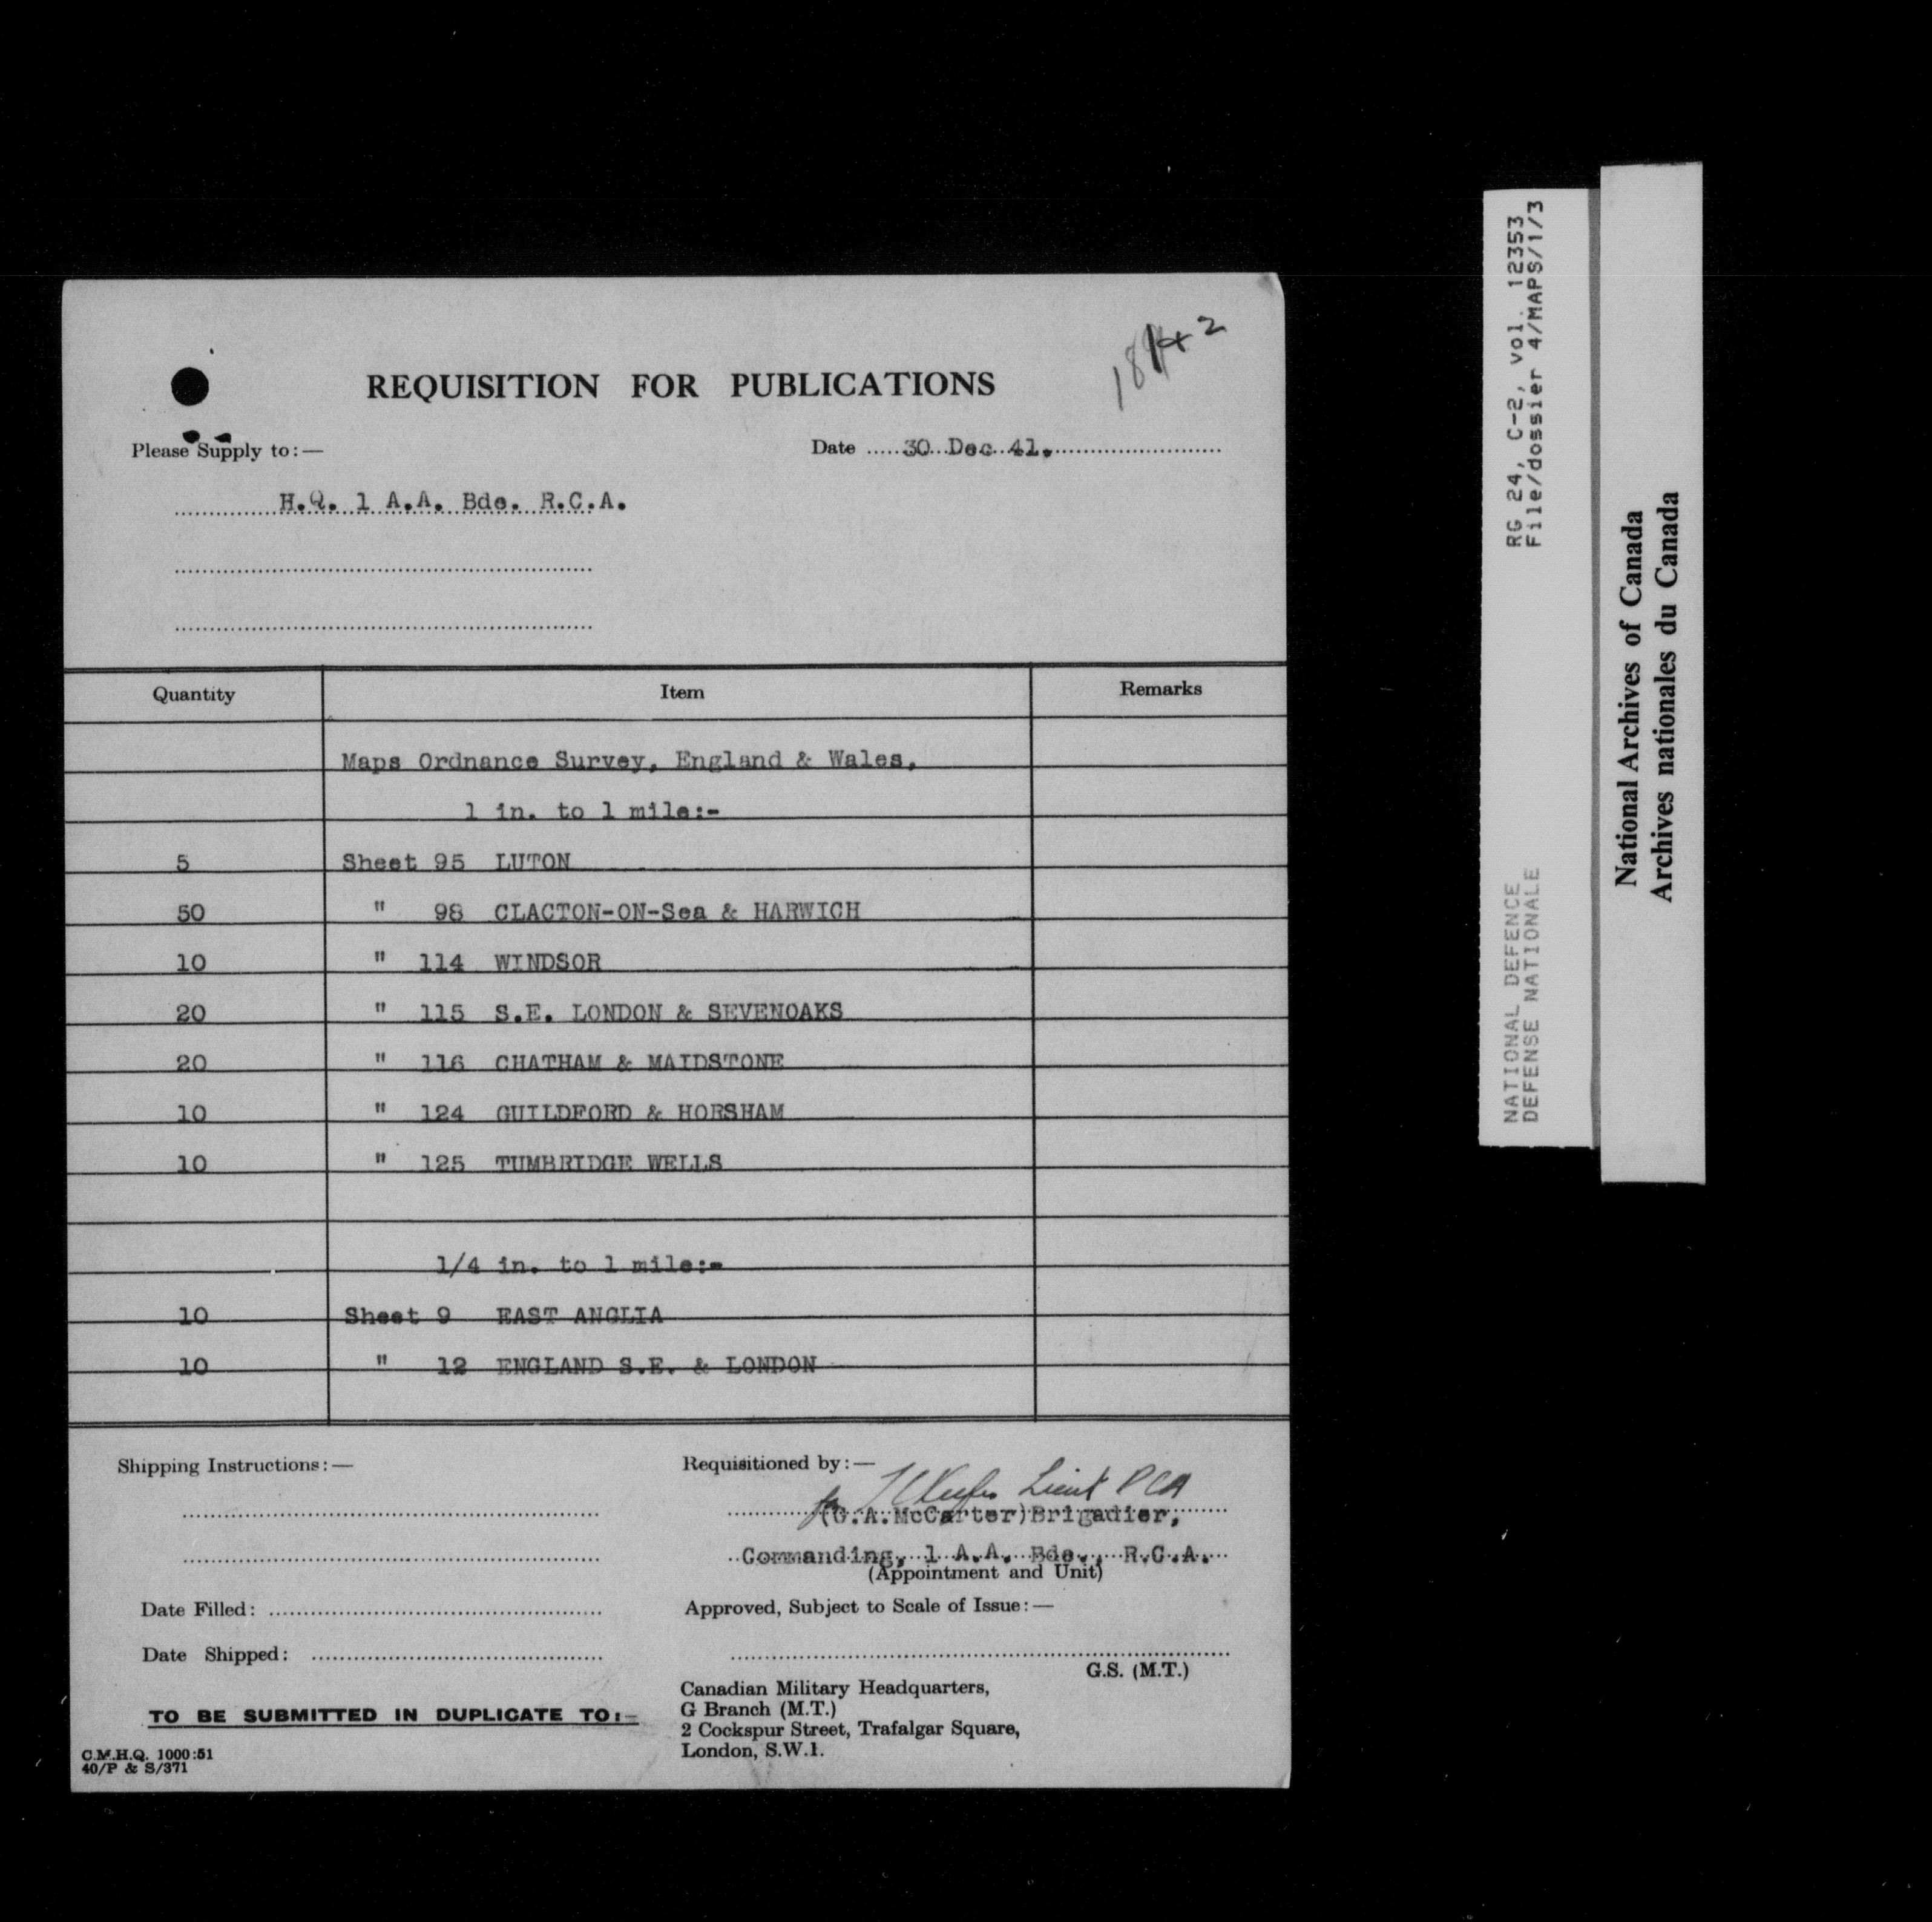 REQUISITION FOR PUBLICATIONS
Please Supply to:—
Date 30 Dec 41.
H.Q. 1 A.A. Bde. R.C.A.
Quantity Item Remarks
Maps Ordnance Survey, England & Wales,
1 in. to 1 mile:-
5 Sheet 95 LUTON
50 " 98 CLACTON-ON-Sea & HARWICH
10 " 114 WINDSOR
20 " 115 S.E. LONDON & SEVENOAKS
20 " 116 CHATHAM & MAIDSTONE
10 " 124 GUILDFORD & HORSHAM
10 " 125 TUMBRIDGE WELLS
1/4 in. to 1 mile:-
10 Sheet 9 EAST ANGLIA
10 " 12 ENGLAND S.E. & LONDON
Shipping Instructions:—
Requisitioned by:—
for Lieut RCA
(G.A.McCarter)Brigadier,
Commanding, 1 A.A. Bde., R.C.A.
(Appointment and Unit)
Date Filled:
Approved, Subject to Scale of Issue:—
Date Shipped:
G.S. (M.T.)
TO BE SUBMITTED IN DUPLICATE TO:-
Canadian Military Headquarters,
G Branch (M.T.)
2 Cockspur Street, Trafalgar Square,
London, S.W.1.
C.M.H.Q. 1000:51
40/P & S/371
RG 24, C-2, vol. 12353
File/dossier 4/MAPS/1/3
NATIONAL DEFENCE
DEFENSE NATIONALE
National Archives of Canada
Archives nationales du Canada